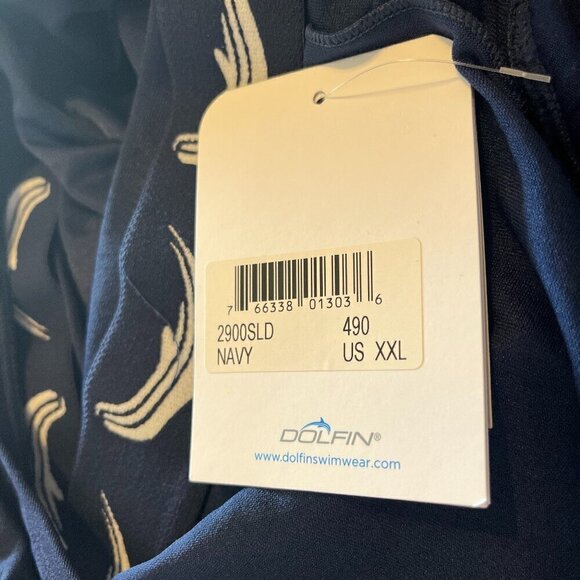 7 66338 01303 6
2900SLD 490
NAVY US XXL
DOLFIN®
www.dolfinswimwear.com